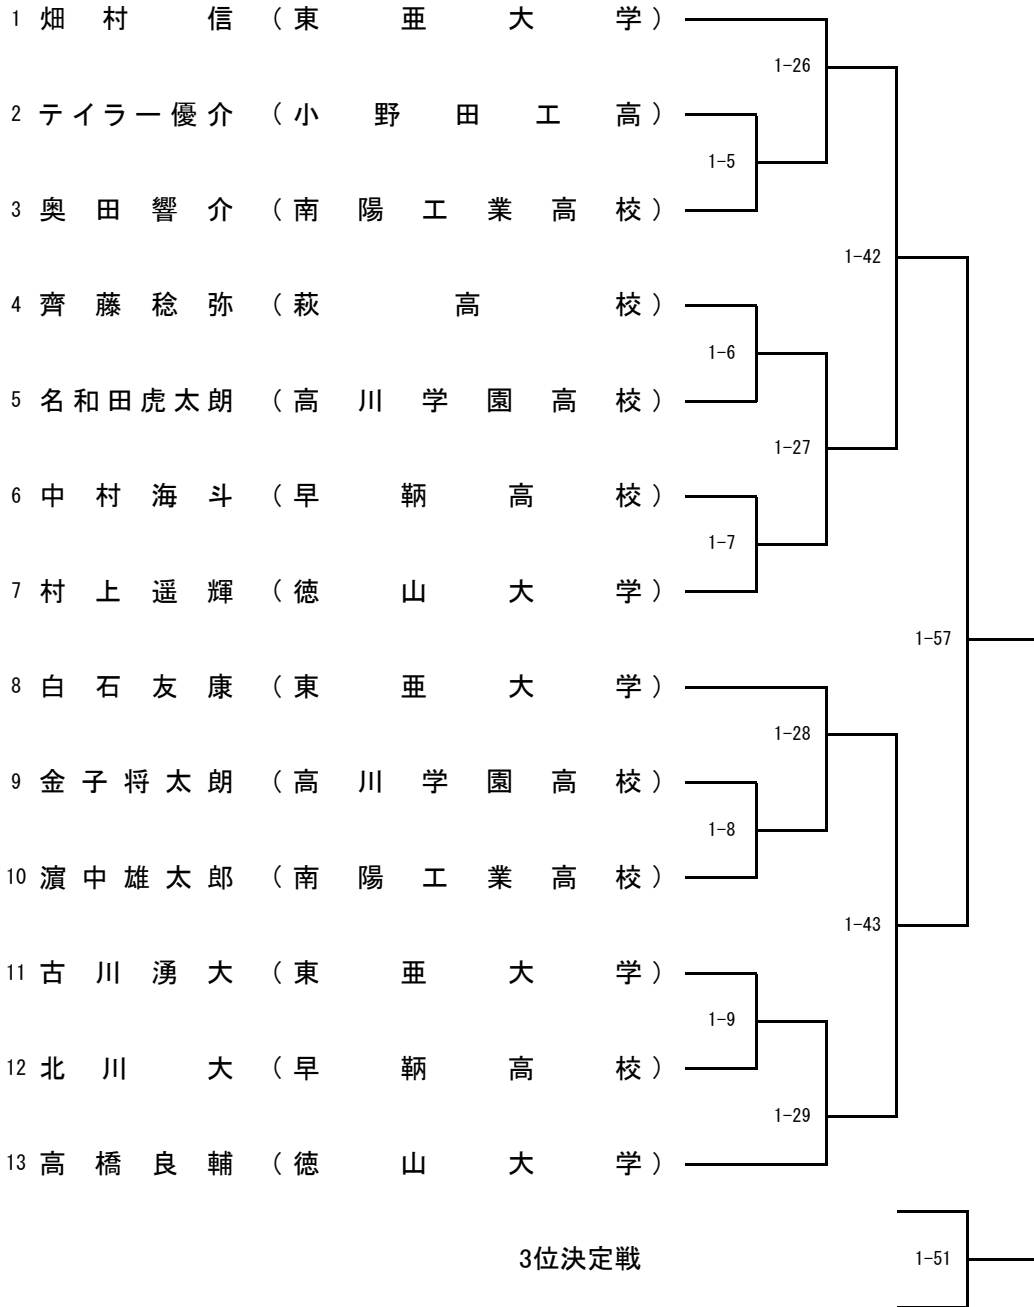 1 畑村 信 (東亜大学)
1-26
2 テイラー優介 (小野田工高)
1-5
3 奥田響介 (南陽工業高校)
1-42
4 齊藤稔弥 (萩高校)
1-6
5 名和田虎太朗 (高川学園高校)
1-27
6 中村海斗 (早鞆高校)
1-7
7 村上遥輝 (徳山大学)
1-57
8 白石友康 (東亜大学)
1-28
9 金子将太朗 (高川学園高校)
1-8
10 濵中雄太郎 (南陽工業高校)
1-43
11 古川湧大 (東亜大学)
1-9
12 北川 大 (早鞆高校)
1-29
13 高橋良輔 (徳山大学)
3位決定戦 1-51